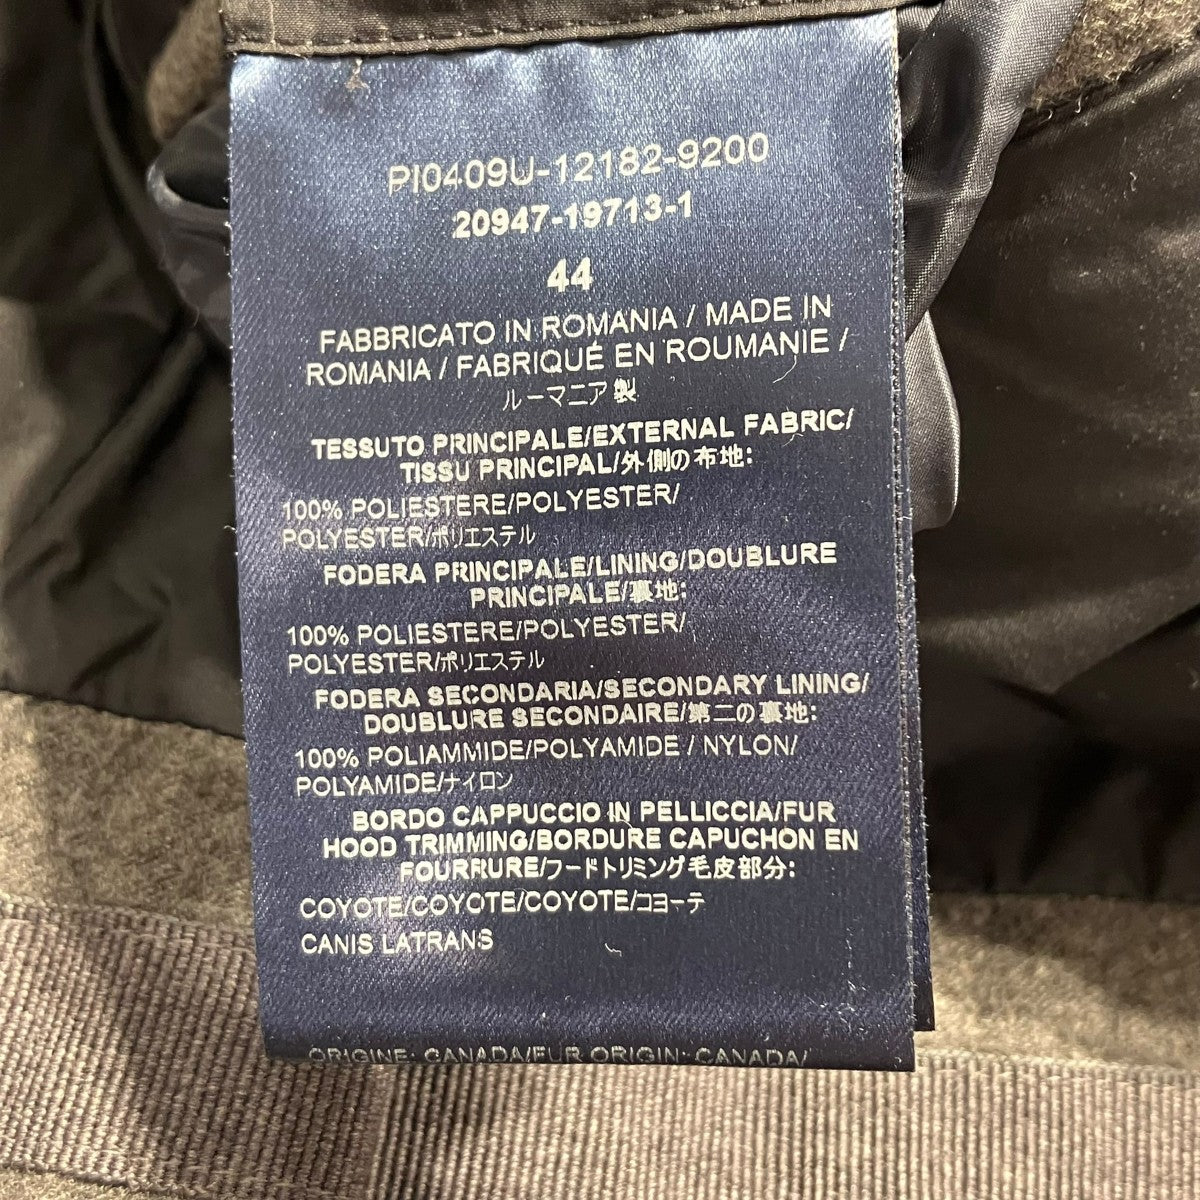 PI0409U-12182-9200
20947-19713-1
44
FABBRICATO IN ROMANIA / MADE IN
ROMANIA / FABRIQUÉ EN ROUMANIE /
ルーマニア製
TESSUTO PRINCIPALE/EXTERNAL FABRIC/
TISSU PRINCIPAL/外側の布地:
100% POLIESTERE/POLYESTER/
POLYESTER/ポリエステル
FODERA PRINCIPALE/LINING/DOUBLURE
PRINCIPALE/裏地:
100% POLIESTERE/POLYESTER/
POLYESTER/ポリエステル
FODERA SECONDARIA/SECONDARY LINING/
DOUBLURE SECONDAIRE/第二の裏地:
100% POLIAMMIDE/POLYAMIDE / NYLON/
POLYAMIDE/ナイロン
BORDO CAPPUCCIO IN PELLICCIA/FUR
HOOD TRIMMING/BORDURE CAPUCHON EN
FOURRURE/フードトリミング毛皮部分:
COYOTE/COYOTE/COYOTE/コヨーテ
CANIS LATRANS
ORIGINE: CANADA/FUR ORIGIN: CANADA/